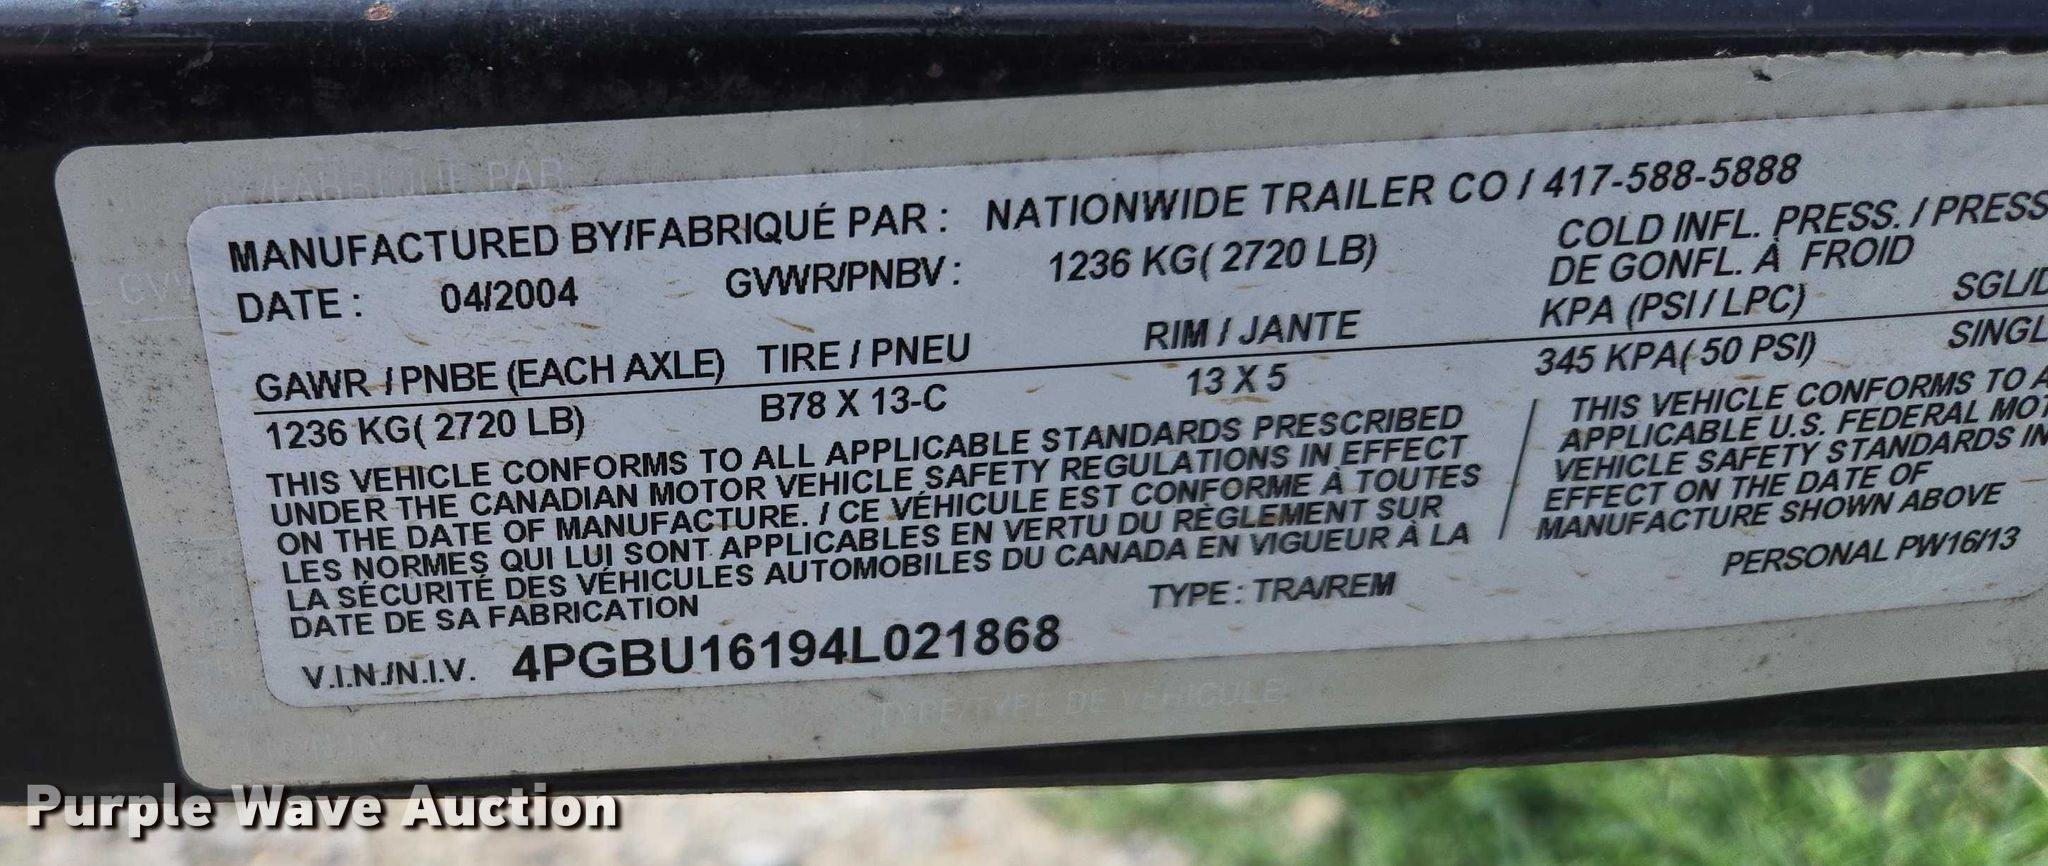 MANUFACTURED BY/FABRIQUÉ PAR : NATIONWIDE TRAILER CO / 417-588-5888
DATE : 04/2004 GVWR/PNBV : 1236 KG( 2720 LB)
COLD INFL. PRESS. / PRESS
DE GONFL. À FROID
GAWR / PNBE (EACH AXLE) TIRE / PNEU RIM / JANTE KPA (PSI / LPC) SGL/D
1236 KG( 2720 LB) B78 X 13-C 13 X 5 345 KPA( 50 PSI) SINGL
THIS VEHICLE CONFORMS TO ALL APPLICABLE STANDARDS PRESCRIBED
UNDER THE CANADIAN MOTOR VEHICLE SAFETY REGULATIONS IN EFFECT
ON THE DATE OF MANUFACTURE. / CE VÉHICULE EST CONFORME À TOUTES
LES NORMES QUI LUI SONT APPLICABLES EN VERTU DU RÈGLEMENT SUR
LA SÉCURITÉ DES VÉHICULES AUTOMOBILES DU CANADA EN VIGUEUR À LA
DATE DE SA FABRICATION
/ THIS VEHICLE CONFORMS TO A
APPLICABLE U.S. FEDERAL MOT
VEHICLE SAFETY STANDARDS IN
EFFECT ON THE DATE OF
MANUFACTURE SHOWN ABOVE
V.I.N./N.I.V. 4PGBU16194L021868 TYPE : TRA/REM PERSONAL PW16/13
TYPE/TYPE DE VÉHICULE
Purple Wave Auction